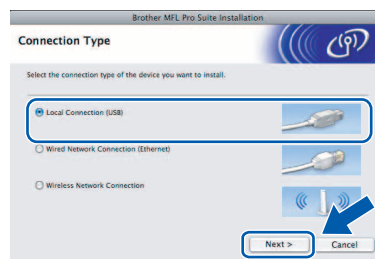 Brother MFL Pro Suite Installation
Connection Type
Select the connection type of the device you want to install.
Local Connection (USB)
Wired Network Connection (Ethernet)
Wireless Network Connection
Next >
Cancel